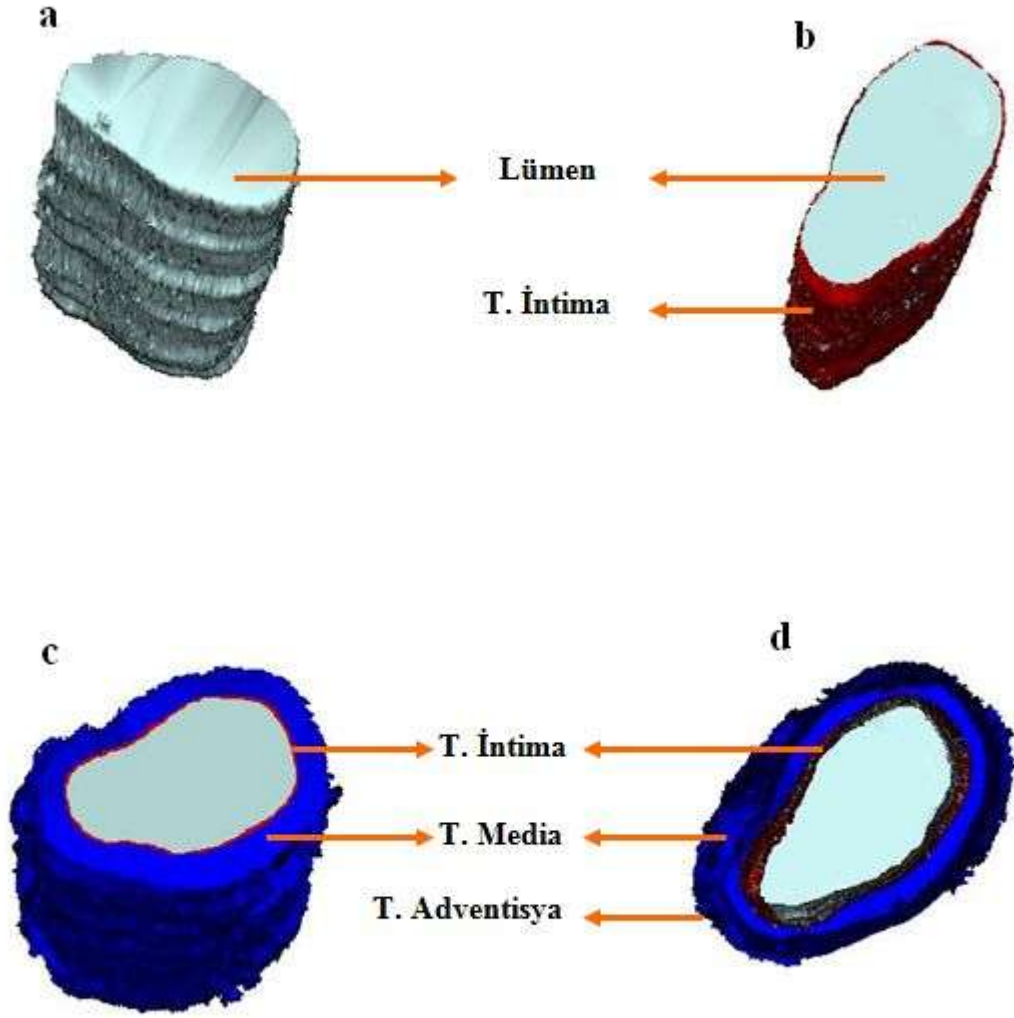 a
b
Lümen
T. İntima
c
d
T. İntima
T. Media
T. Adventisya